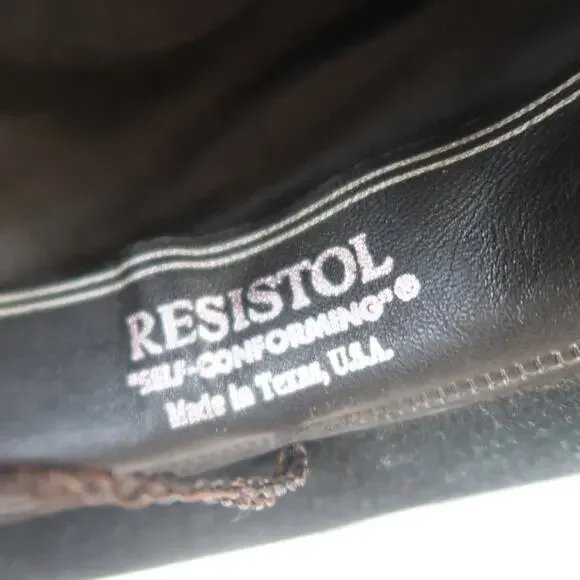 RESISTOL
"SELF-CONFORMING"®
Made in Texas, U.S.A.